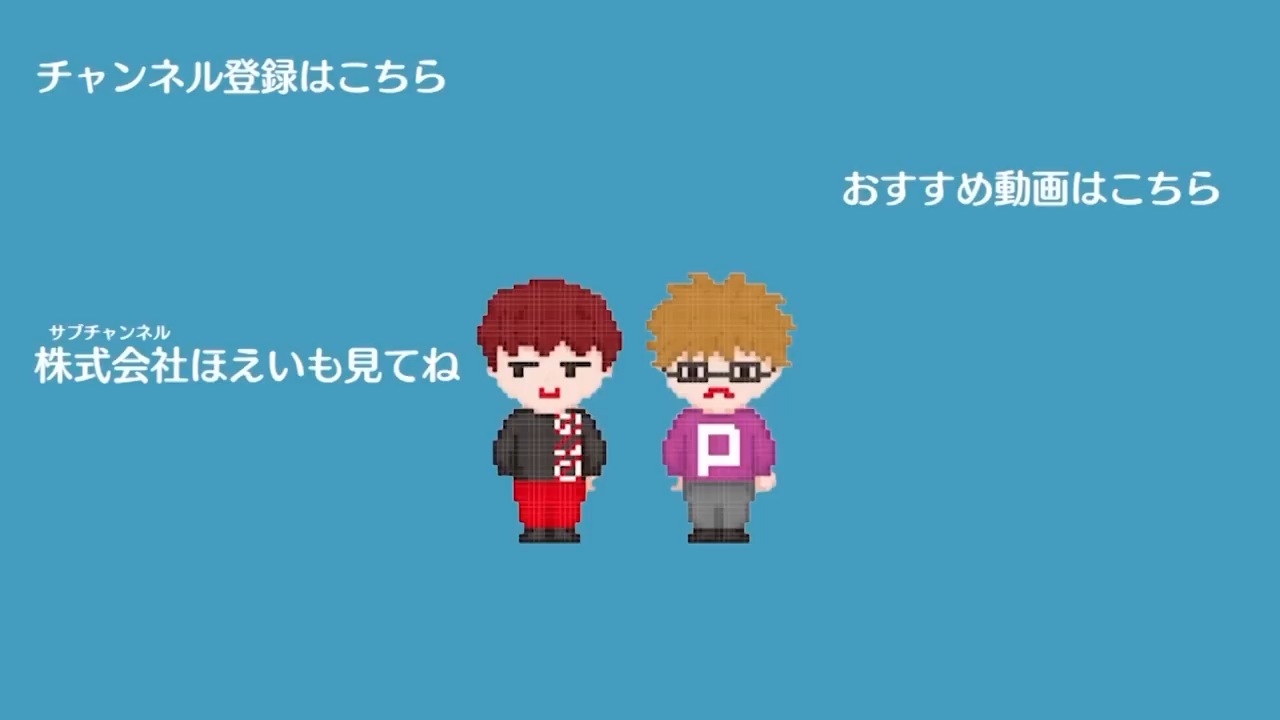 チャンネル登録はこちら
おすすめ動画はこちら
サブチャンネル
株式会社ほえいも見てね
P